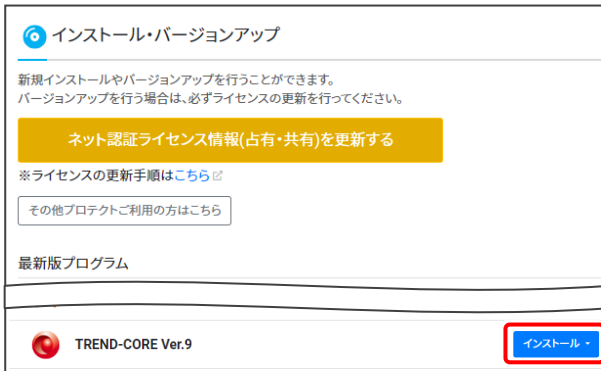 インストール・バージョンアップ
新規インストールやバージョンアップを行うことができます。
バージョンアップを行う場合は、必ずライセンスの更新を行ってください。
ネット認証ライセンス情報(占有・共有)を更新する
※ライセンスの更新手順はこちら
その他プロテクトご利用の方はこちら
最新版プログラム
TREND-CORE Ver.9
インストール